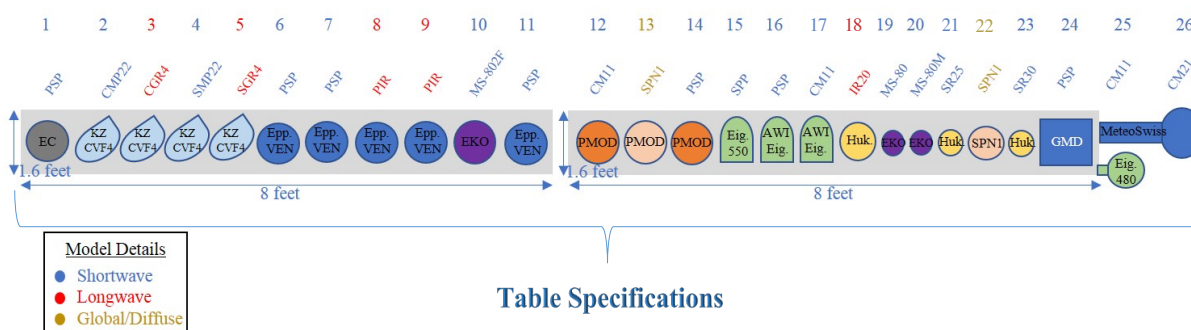 1 2 3 4 5 6 7 8 9 10 11 12 13 14 15 16 17 18 19 20 21 22 23 24 25 26
PSP CMP22 CGR4 SMP22 SGR4 PSP PSP PIR PIR MS-802F PSP CM11 SPN1 PSP SPP PSP CM11 IR20 MS-80 MS-80M SR25 SPN1 SR30 PSP CM11 CM21
EC
KZ
CVF4
KZ
CVF4
KZ
CVF4
KZ
CVF4
Epp.
VEN
Epp.
VEN
Epp.
VEN
Epp.
VEN
EKO
Epp.
VEN
PMOD
PMOD
PMOD
Eig.
550
AWI
Eig.
AWI
Eig.
Huk.
EKO
EKO
Huk.
SPN1
Huk.
GMD
MeteoSwiss
Eig.
480
1.6 feet
8 feet
1.6 feet
8 feet
Model Details
Shortwave
Longwave
Global/Diffuse
Table Specifications